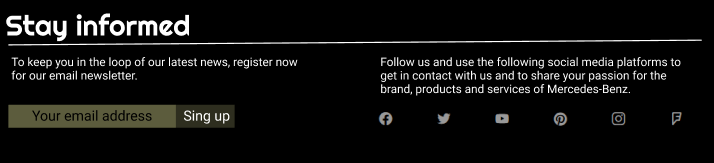 Stay informed
To keep you in the loop of our latest news, register now
for our email newsletter.
Your email address
Sing up
Follow us and use the following social media platforms to
get in contact with us and to share your passion for the
brand, products and services of Mercedes-Benz.